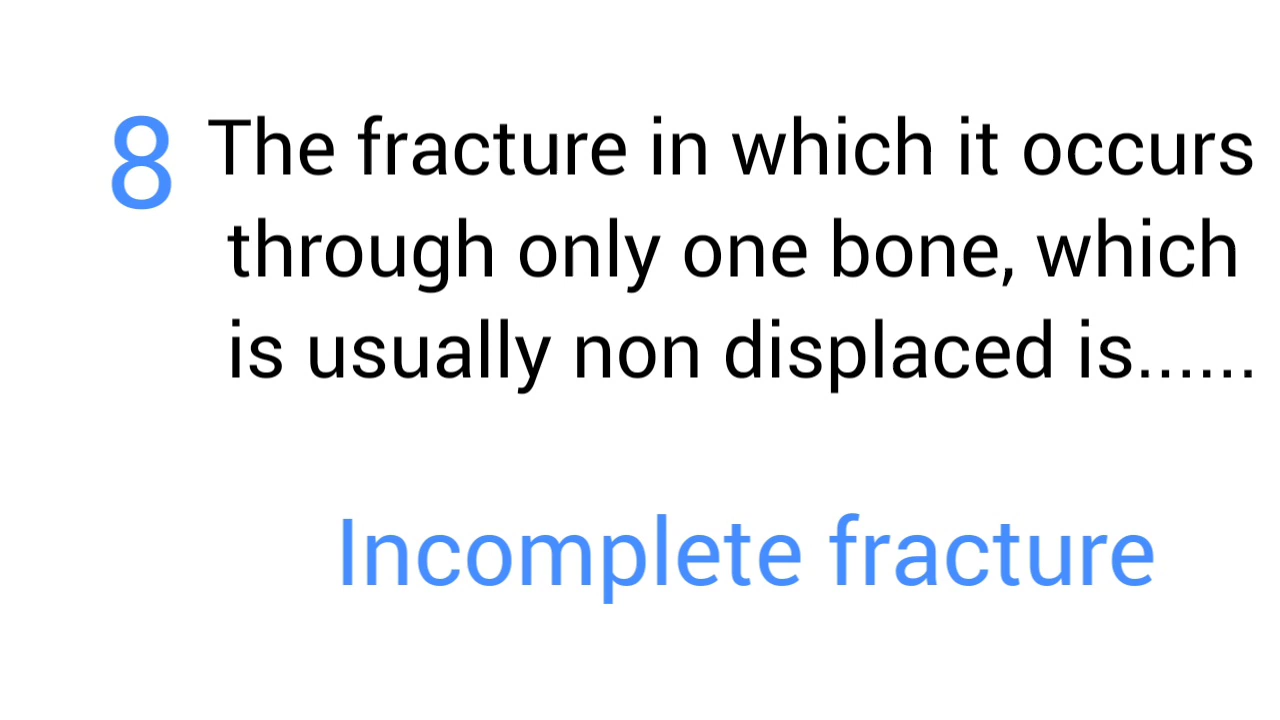 8 The fracture in which it occurs
through only one bone, which
is usually non displaced is......
Incomplete fracture